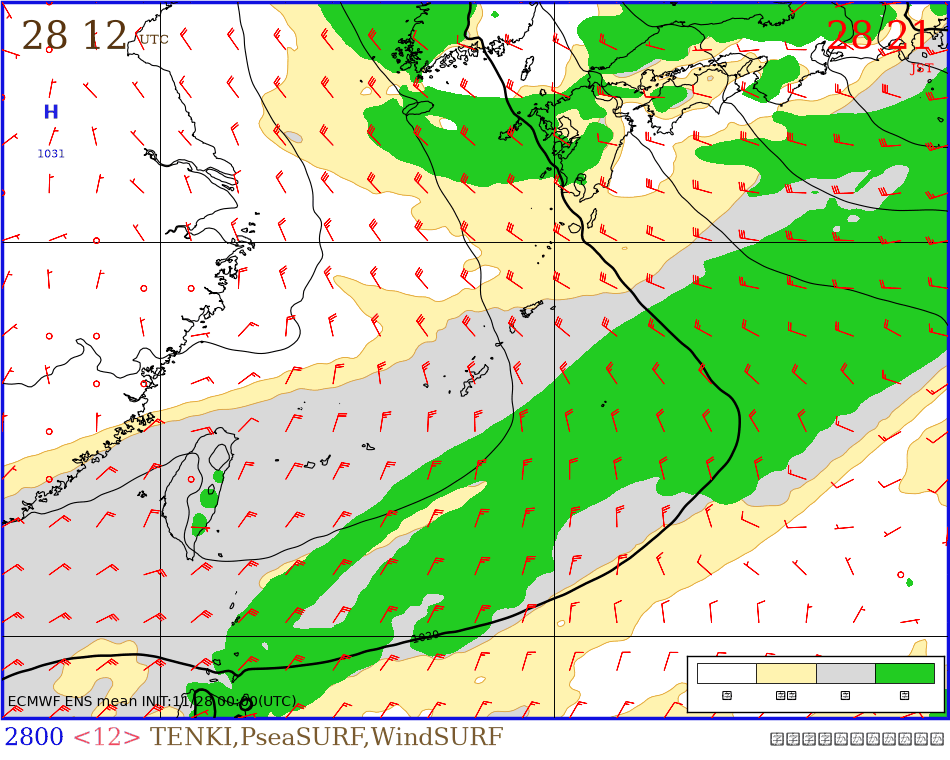 28 12 UTC
28 21 JST
H
1031
1020
ECMWF ENS mean INIT:11/28 00:00(UTC)
2800 <12> TENKI,PseaSURF,WindSURF